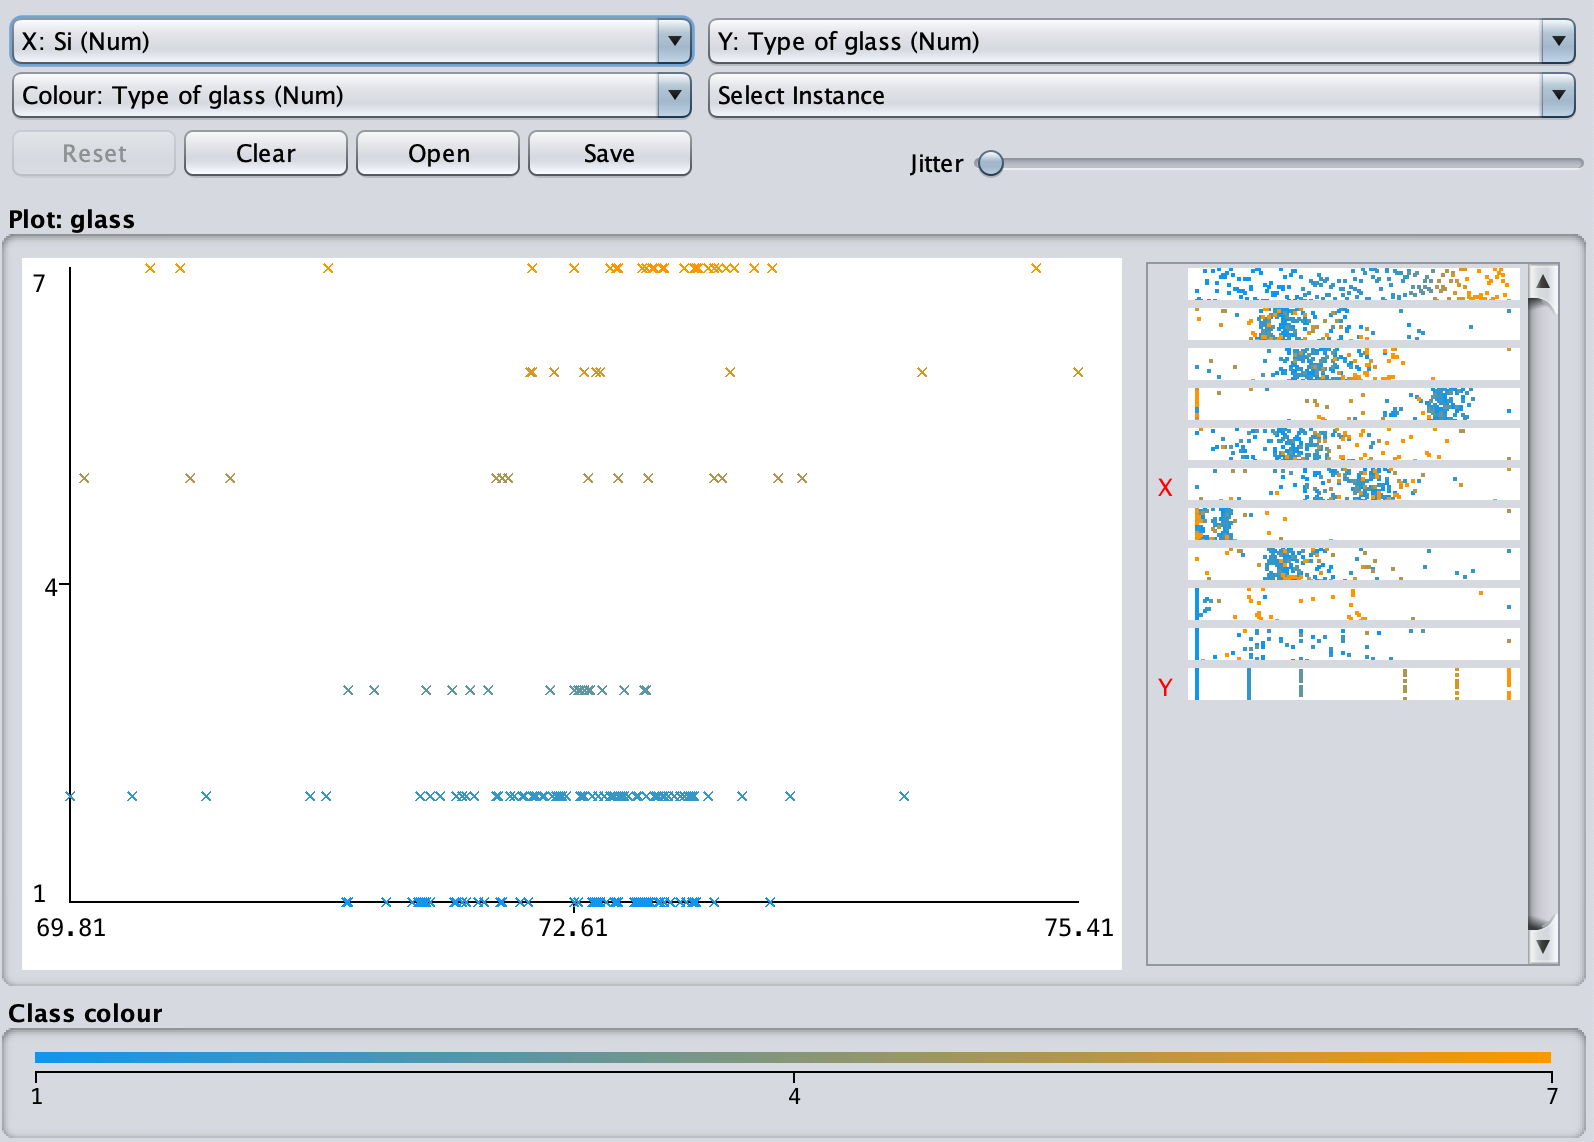 X: Si (Num)
Y: Type of glass (Num)
Colour: Type of glass (Num)
Select Instance
Reset
Clear
Open
Save
Jitter
Plot: glass
7
4
1
69.81
72.61
75.41
X
Y
Class colour
1
4
7